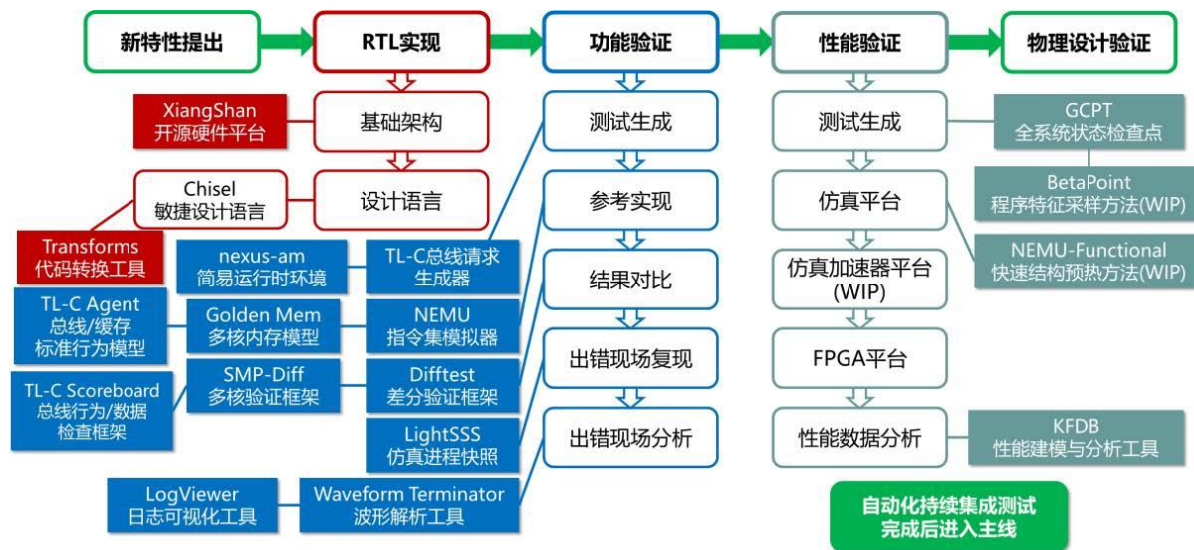 新特性提出
RTL实现
功能验证
性能验证
物理设计验证
XiangShan
开源硬件平台
基础架构
测试生成
测试生成
GCPT
全系统状态检查点
Chisel
敏捷设计语言
设计语言
参考实现
仿真平台
BetaPoint
程序特征采样方法(WIP)
Transforms
代码转换工具
nexus-am
简易运行时环境
TL-C总线请求
生成器
结果对比
仿真加速器平台
(WIP)
NEMU-Functional
快速结构预热方法(WIP)
TL-C Agent
总线/缓存
标准行为模型
Golden Mem
多核内存模型
NEMU
指令集模拟器
出错现场复现
FPGA平台
TL-C Scoreboard
总线行为/数据
检查框架
SMP-Diff
多核验证框架
Difftest
差分验证框架
LightSSS
仿真进程快照
出错现场分析
性能数据分析
KFDB
性能建模与分析工具
LogViewer
日志可视化工具
Waveform Terminator
波形解析工具
自动化持续集成测试
完成后进入主线